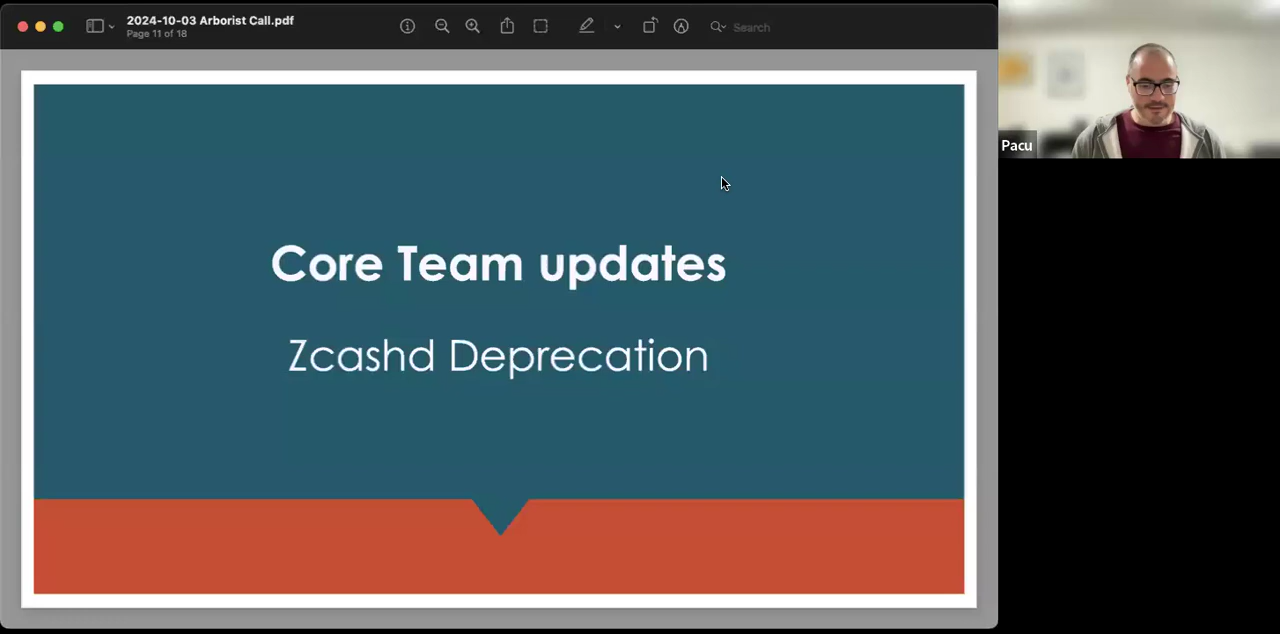 2024-10-03 Arborist Call.pdf
Page 11 of 18
Search
Core Team updates
Zcashd Deprecation
Pacu